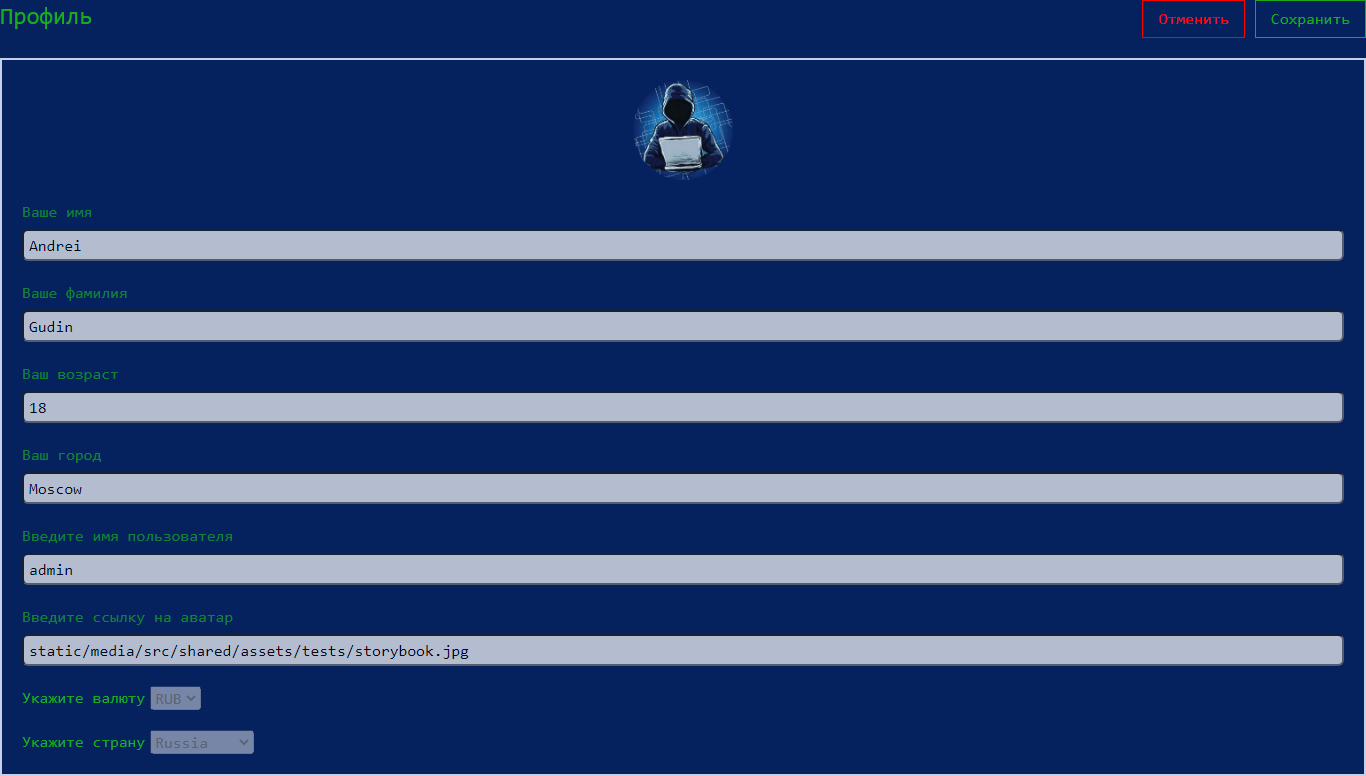 Профиль
Отменить
Сохранить
Ваше имя
Andrei
Ваше фамилия
Gudin
Ваш возраст
18
Ваш город
Moscow
Введите имя пользователя
admin
Введите ссылку на аватар
static/media/src/shared/assets/tests/storybook.jpg
Укажите валюту RUB
Укажите страну Russia